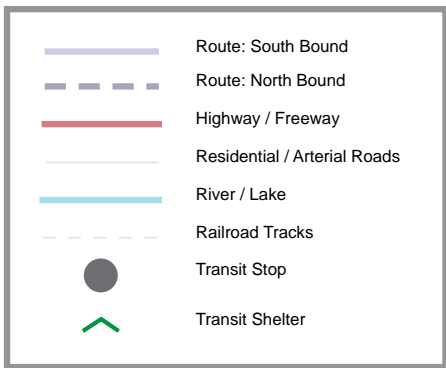 Route: South Bound
Route: North Bound
Highway / Freeway
Residential / Arterial Roads
River / Lake
Railroad Tracks
Transit Stop
Transit Shelter